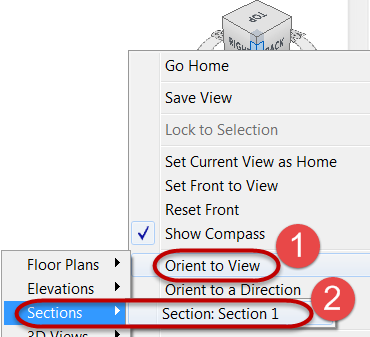 TOP
RIGHT
BACK
Go Home
Save View
Lock to Selection
Set Current View as Home
Set Front to View
Reset Front
Show Compass
1
Orient to View
Orient to a Direction
2
Floor Plans
Elevations
Sections
Section: Section 1
3D Views